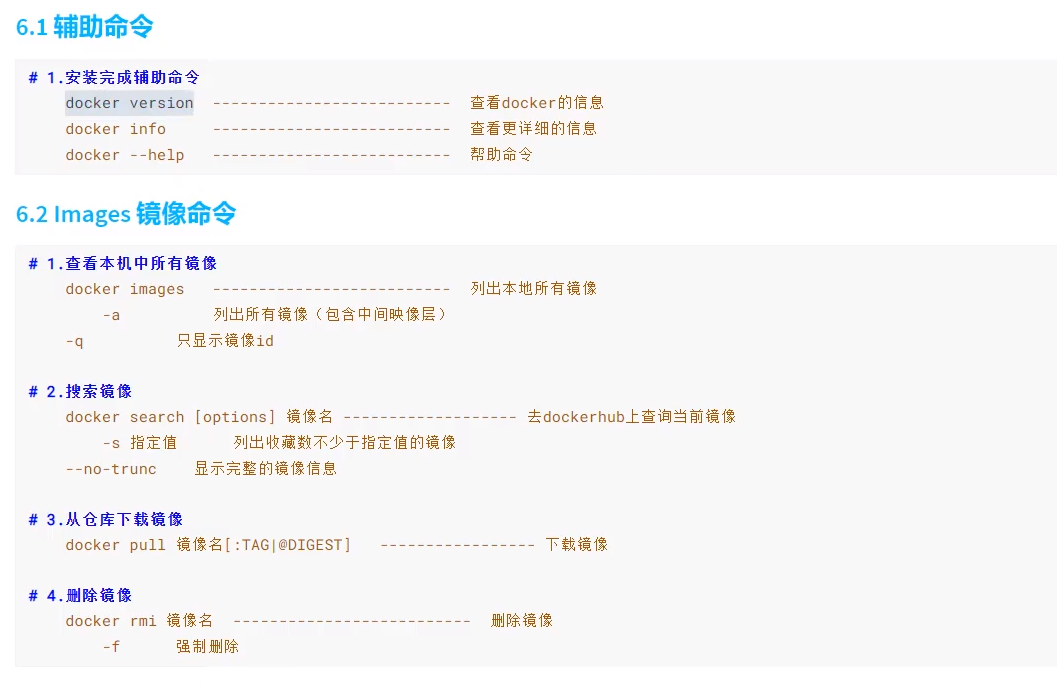 6.1 辅助命令
# 1.安装完成辅助命令
docker version -------------------------- 查看docker的信息
docker info -------------------------- 查看更详细的信息
docker --help -------------------------- 帮助命令
6.2 Images 镜像命令
# 1.查看本机中所有镜像
docker images -------------------------- 列出本地所有镜像
-a 列出所有镜像（包含中间映像层）
-q 只显示镜像id
# 2.搜索镜像
docker search [options] 镜像名 ------------------- 去dockerhub上查询当前镜像
-s 指定值 列出收藏数不少于指定值的镜像
--no-trunc 显示完整的镜像信息
# 3.从仓库下载镜像
docker pull 镜像名[:TAG|@DIGEST] ----------------- 下载镜像
# 4.删除镜像
docker rmi 镜像名 -------------------------- 删除镜像
-f 强制删除